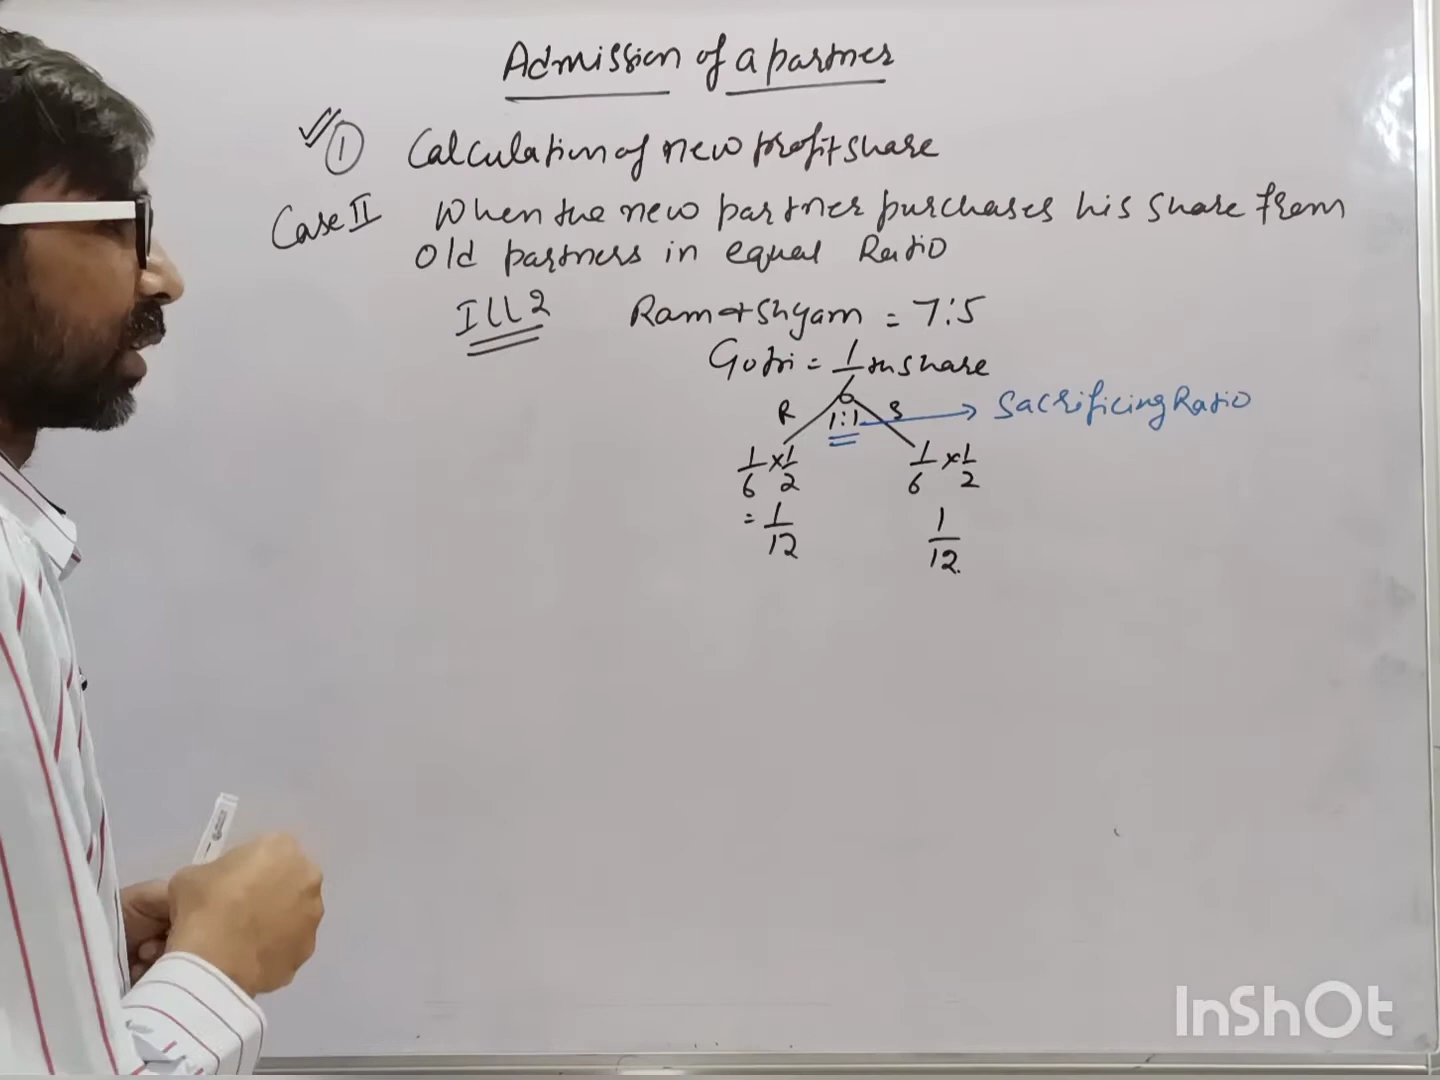 Admission of a partner
① Calculation of new profit share
Case II When the new partner purchases his share from
old partners in equal Ratio
Ill 2 Ram & Shyam = 7:5
= 1/6 th share
R 1:1 S → Sacrificing Ratio
1/6 × 1/2 1/6 × 1/2
= 1/12 1/12
InShOt